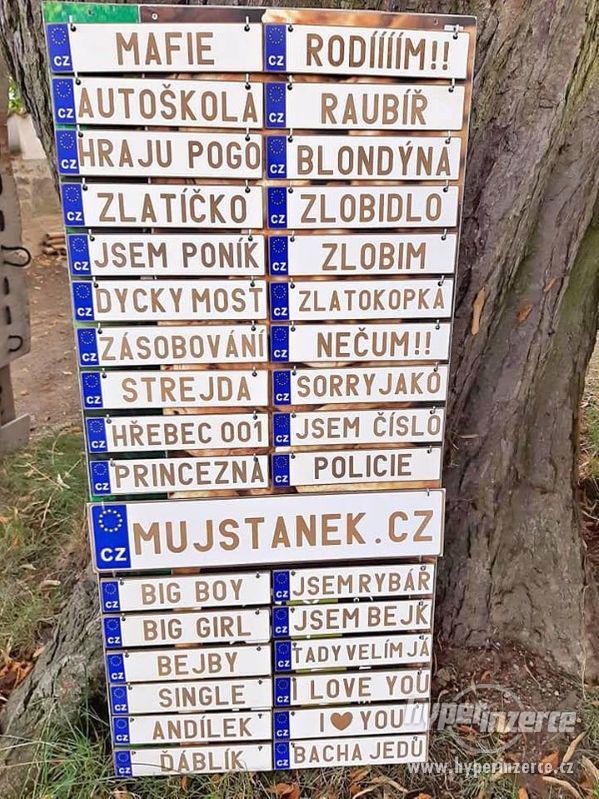 CZ MAFIE
CZ RODÍÍÍÍM!!
CZ AUTOŠKOLA
CZ RAUBÍŘ
CZ HRAJU POGO
CZ BLONDÝNA
CZ ZLATÍČKO
CZ ZLOBIDLO
CZ JSEM PONÍK
CZ ZLOBIM
CZ DYCKY MOST
CZ ZLATOKOPKA
CZ ZÁSOBOVÁNÍ
CZ NEČUM!!
CZ STREJDA
CZ SORRYJAKO
CZ HŘEBEC 001
CZ JSEM ČÍSLO
CZ PRINCEZNA
CZ POLICIE
CZ MUJSTANEK.CZ
CZ BIG BOY
CZ JSEM RYBÁŘ
CZ BIG GIRL
CZ JSEM BEJK
CZ BEJBY
CZ TADY VELÍM JÁ
CZ SINGLE
CZ I LOVE YOU
CZ ANDÍLEK
CZ I ❤ YOU
CZ ĎÁBLÍK
CZ BACHA JEDU
hyperinzerce
www.hyperinzerce.cz